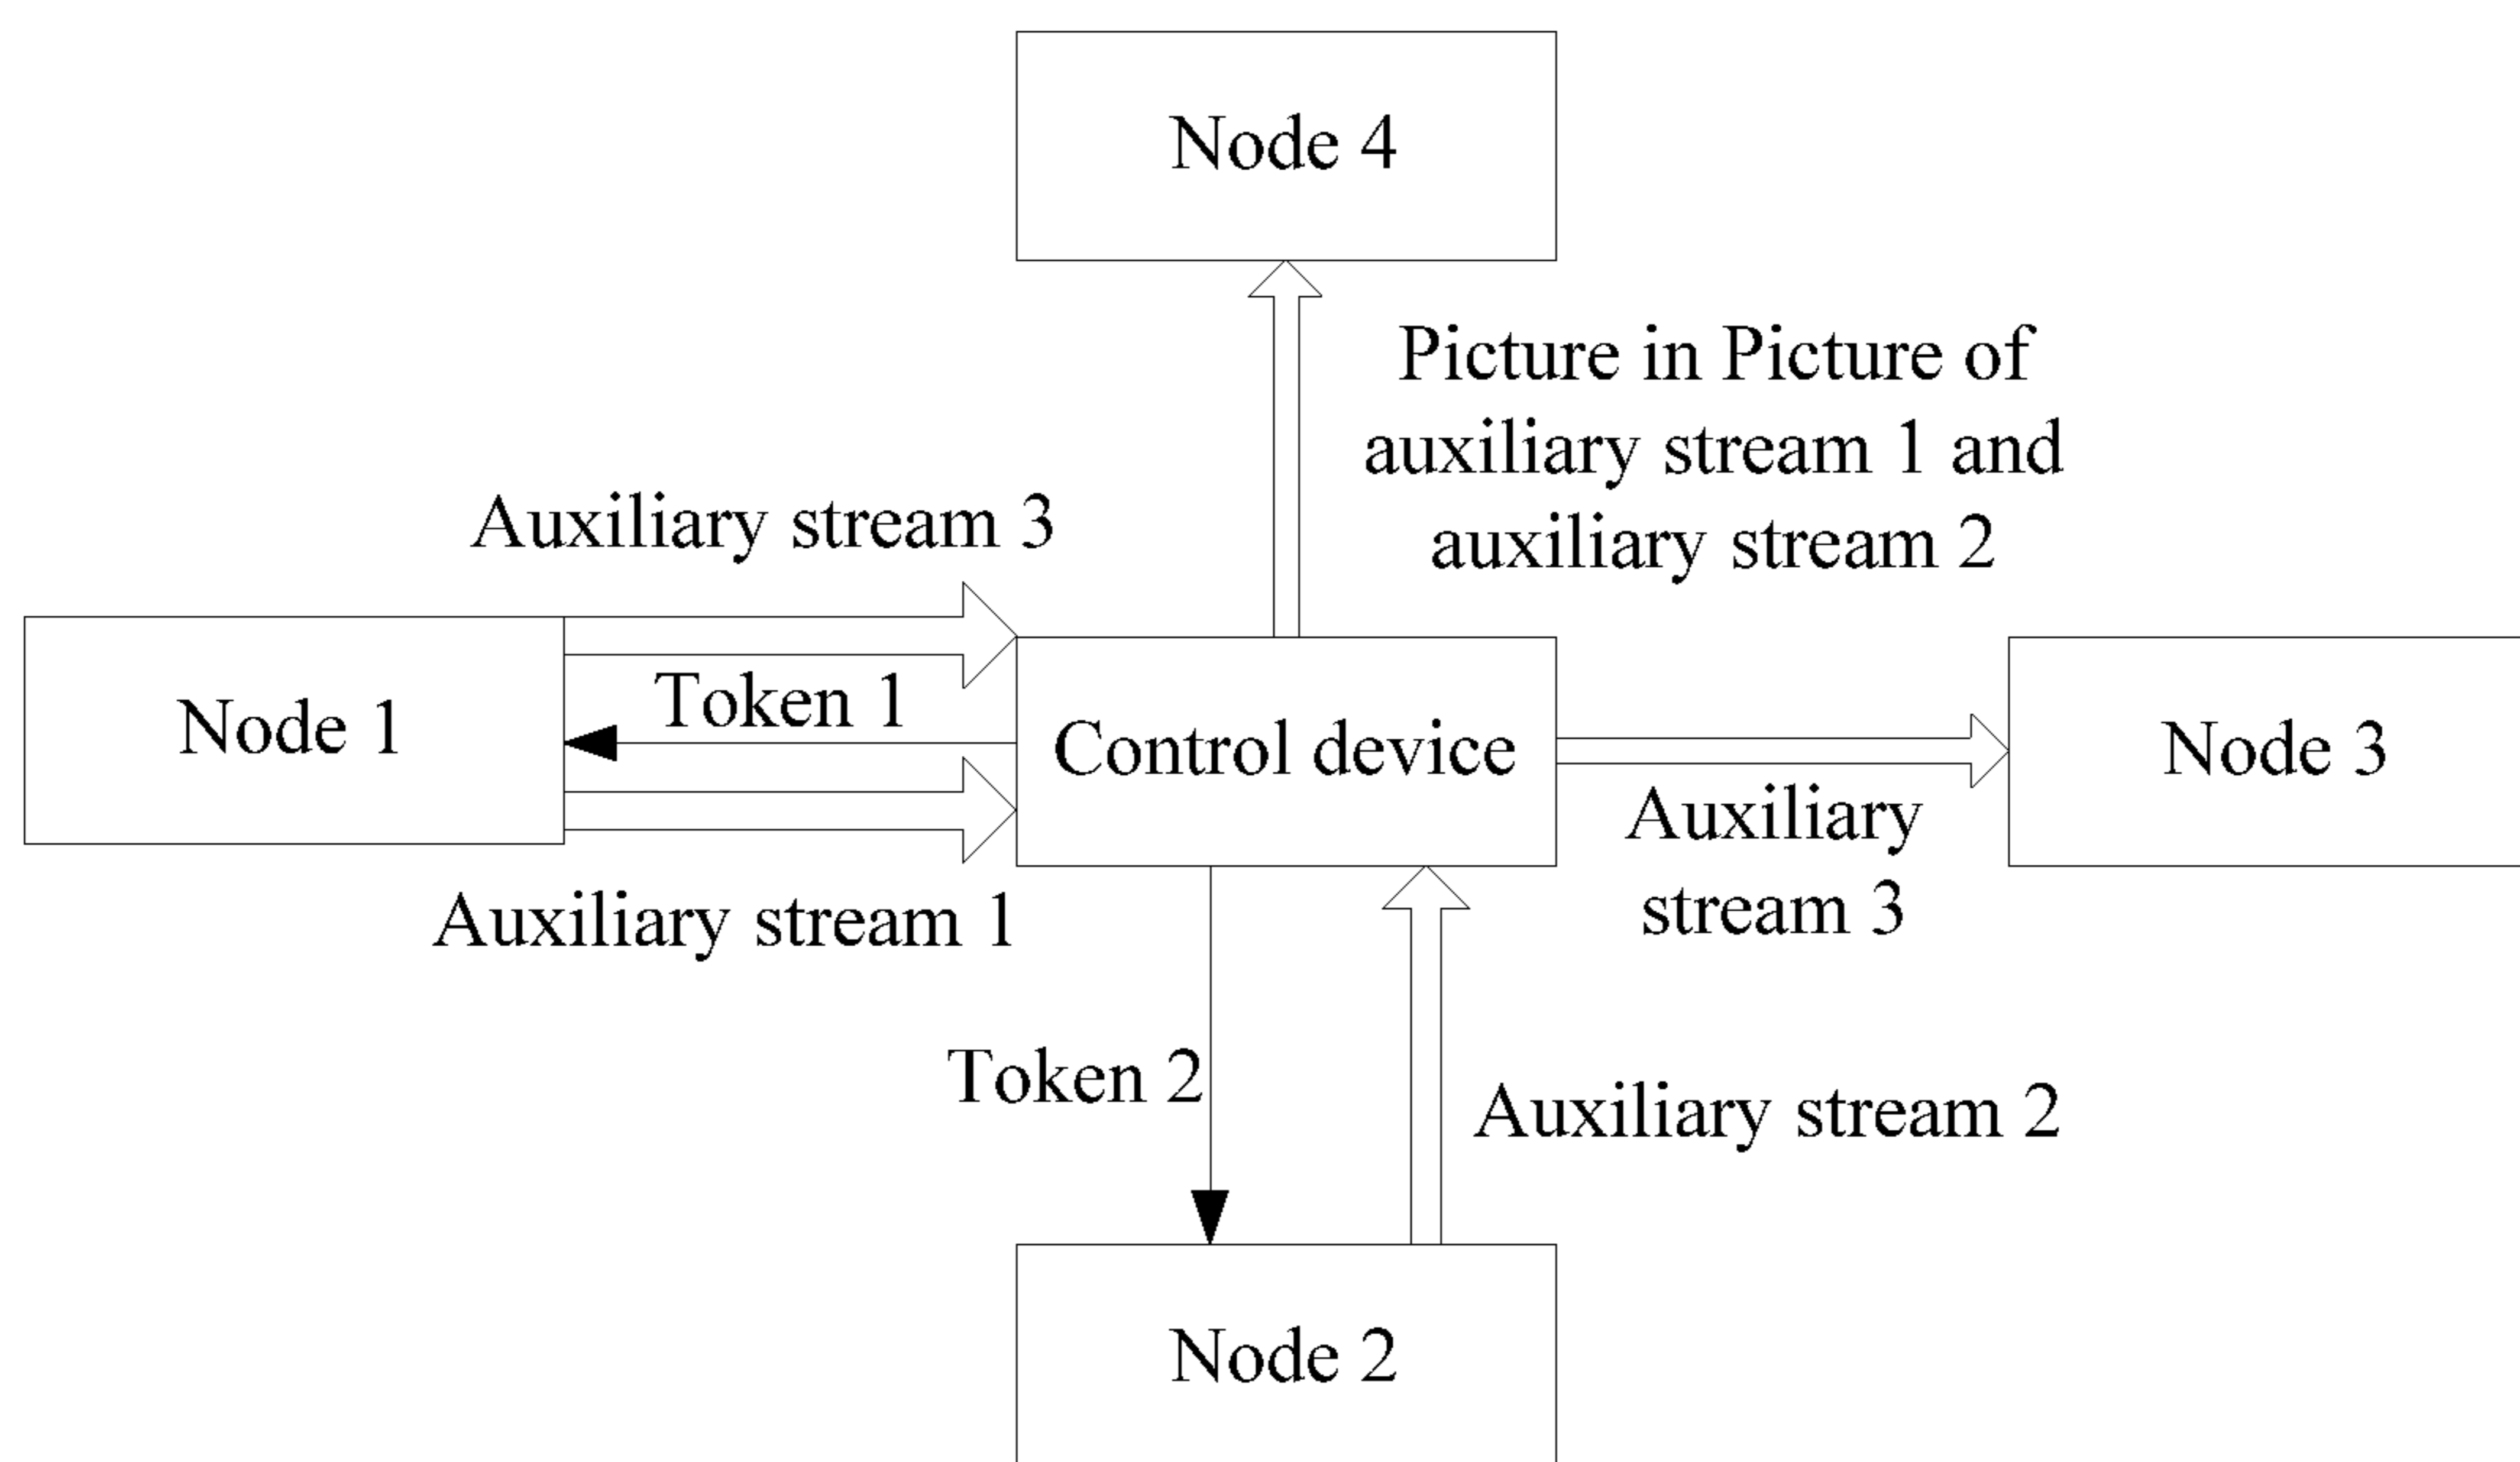 Node 4
Picture in Picture of
auxiliary stream 1 and
auxiliary stream 2
Auxiliary stream 3
Node 1
Token 1
Control device
Node 3
Auxiliary
stream 3
Auxiliary stream 1
Token 2
Auxiliary stream 2
Node 2